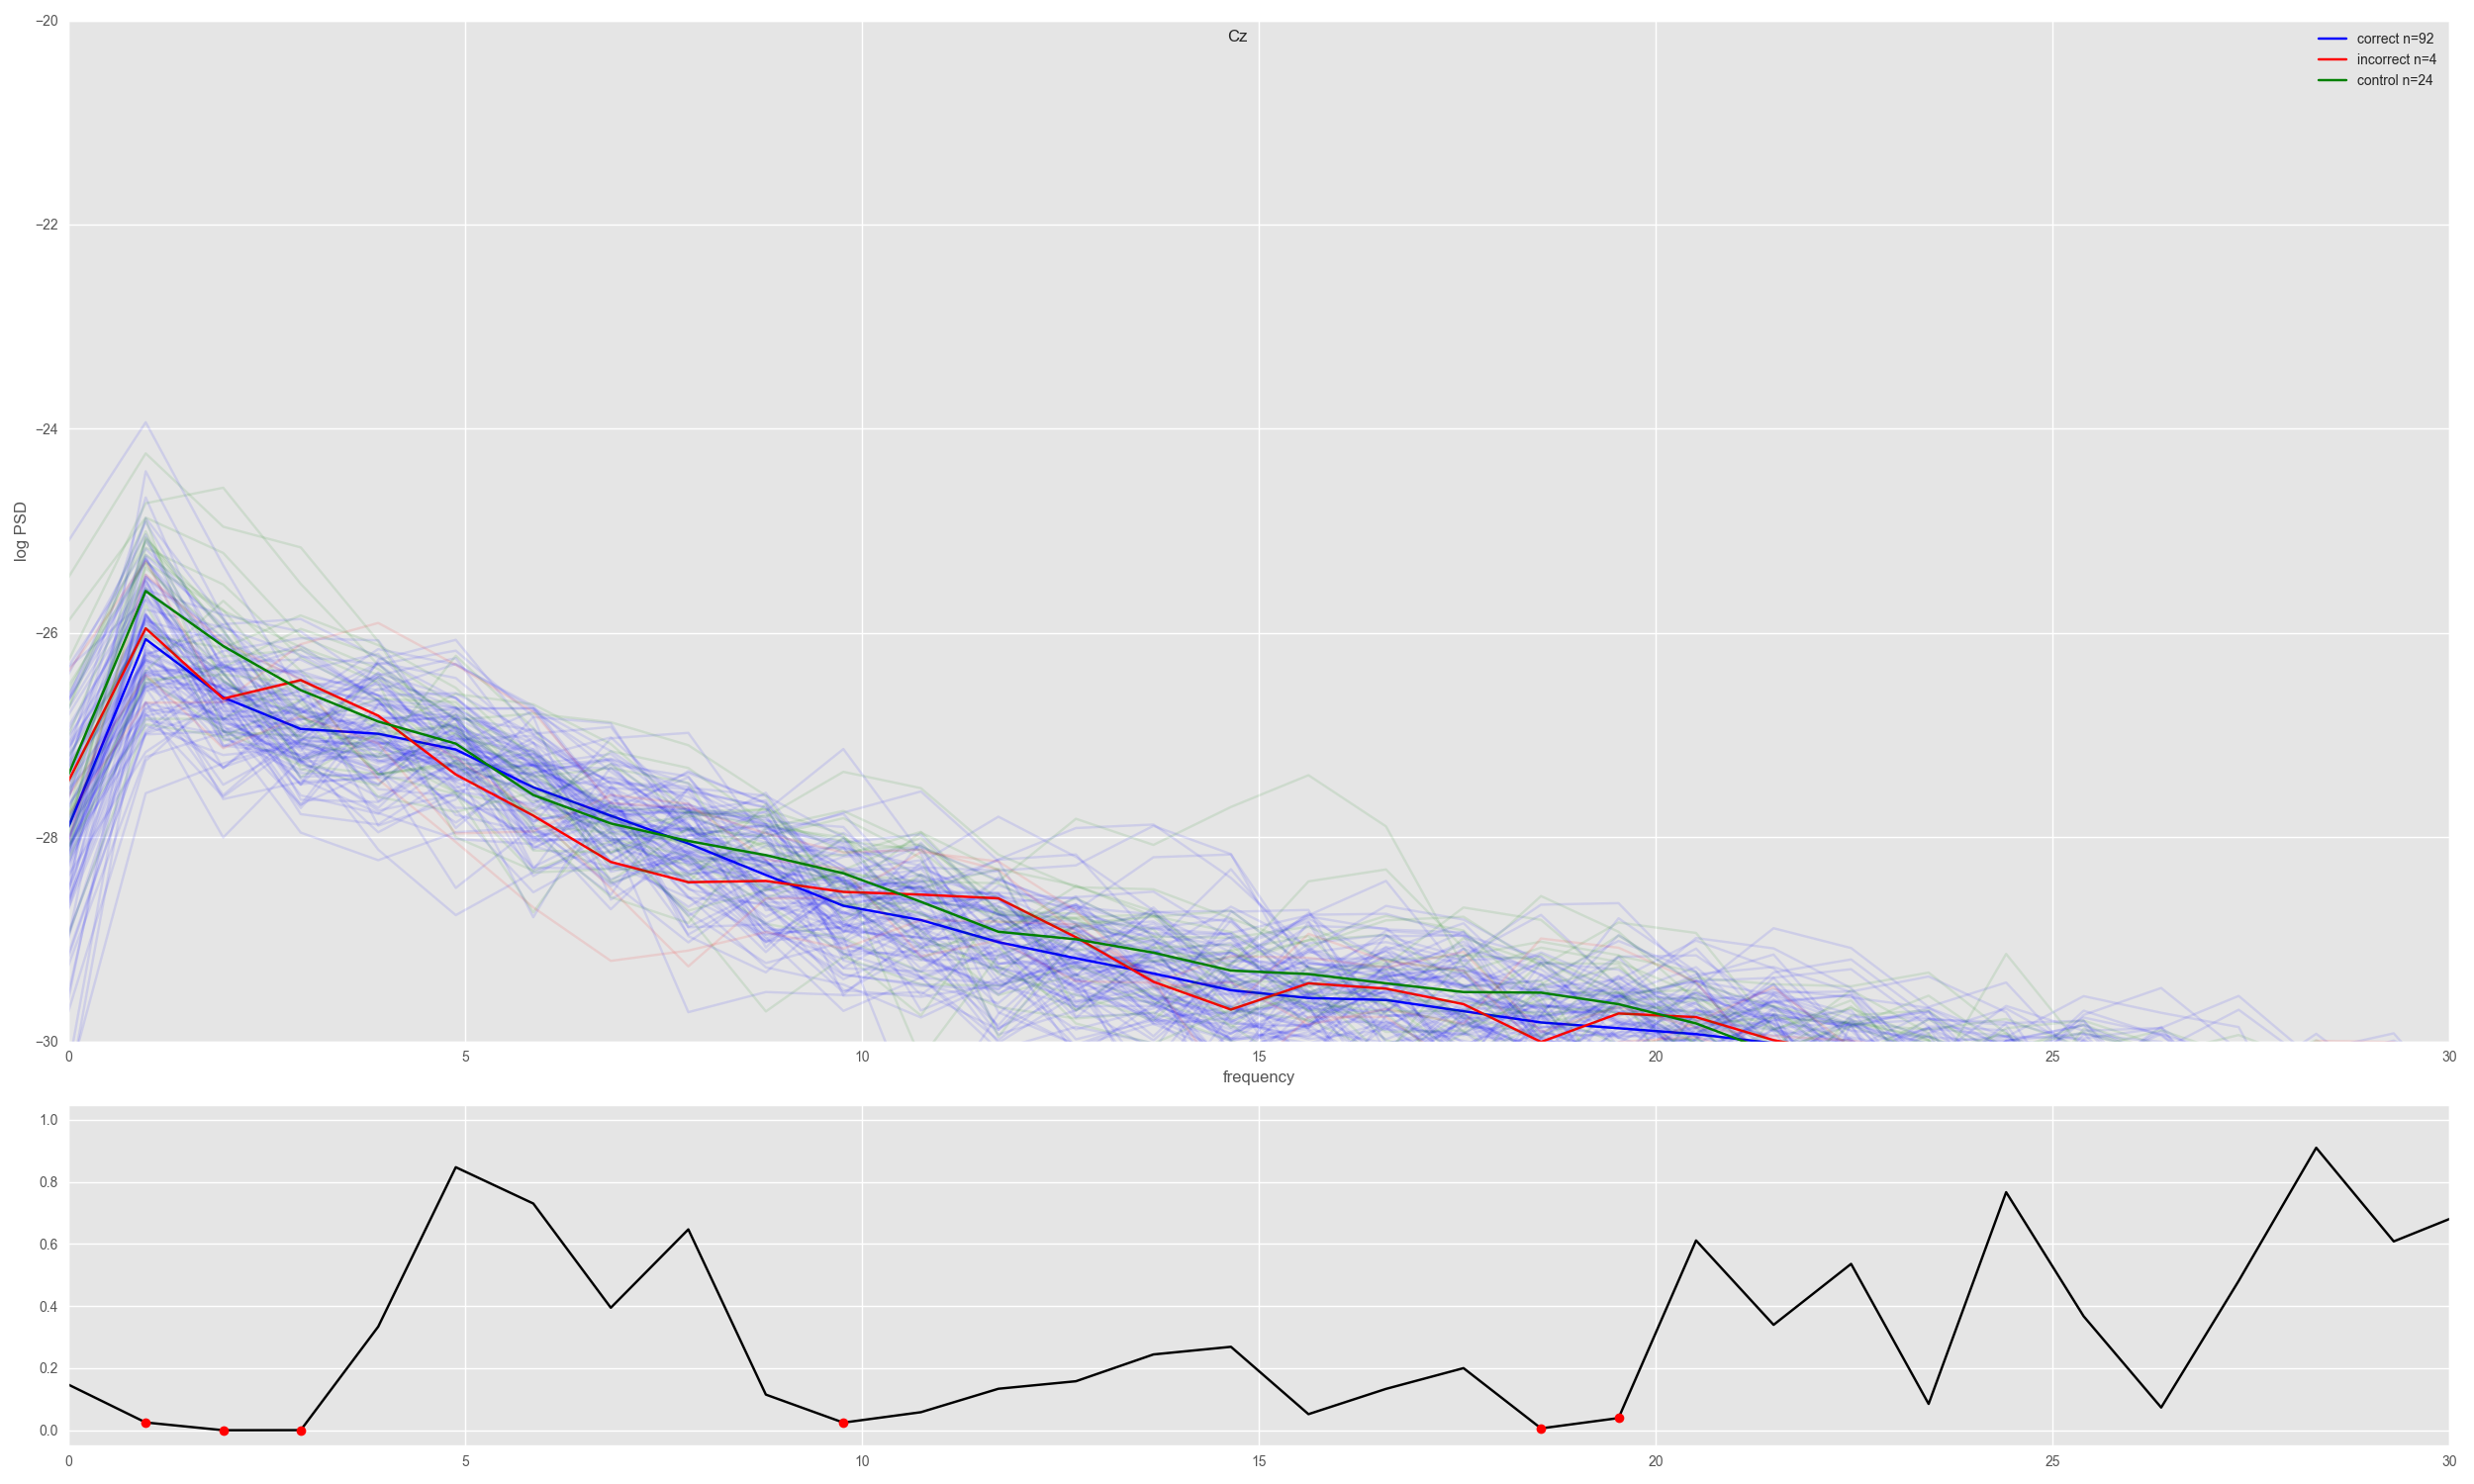 Cz
correct n=92
incorrect n=4
control n=24
log PSD
−20
−22
−24
−26
−28
−30
0 5 10 15 20 25 30
frequency
1.0
0.8
0.6
0.4
0.2
0.0
0 5 10 15 20 25 30